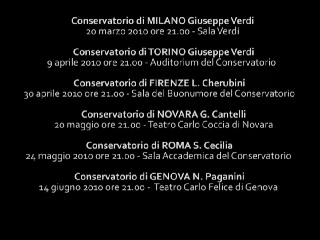 Conservatorio di MILANO Giuseppe Verdi
20 marzo 2010 ore 21.00 - Sala Verdi
Conservatorio di TORINO Giuseppe Verdi
9 aprile 2010 ore 21.00 - Auditorium del Conservatorio
Conservatorio di FIRENZE L. Cherubini
30 aprile 2010 ore 21.00 - Sala del Buonumore del Conservatorio
Conservatorio di NOVARA G. Cantelli
20 maggio ore 21.00 - Teatro Carlo Coccia di Novara
Conservatorio di ROMA S. Cecilia
24 maggio 2010 ore 21.00 - Sala Accademica del Conservatorio
Conservatorio di GENOVA N. Paganini
14 giugno 2010 ore 21.00 - Teatro Carlo Felice di Genova